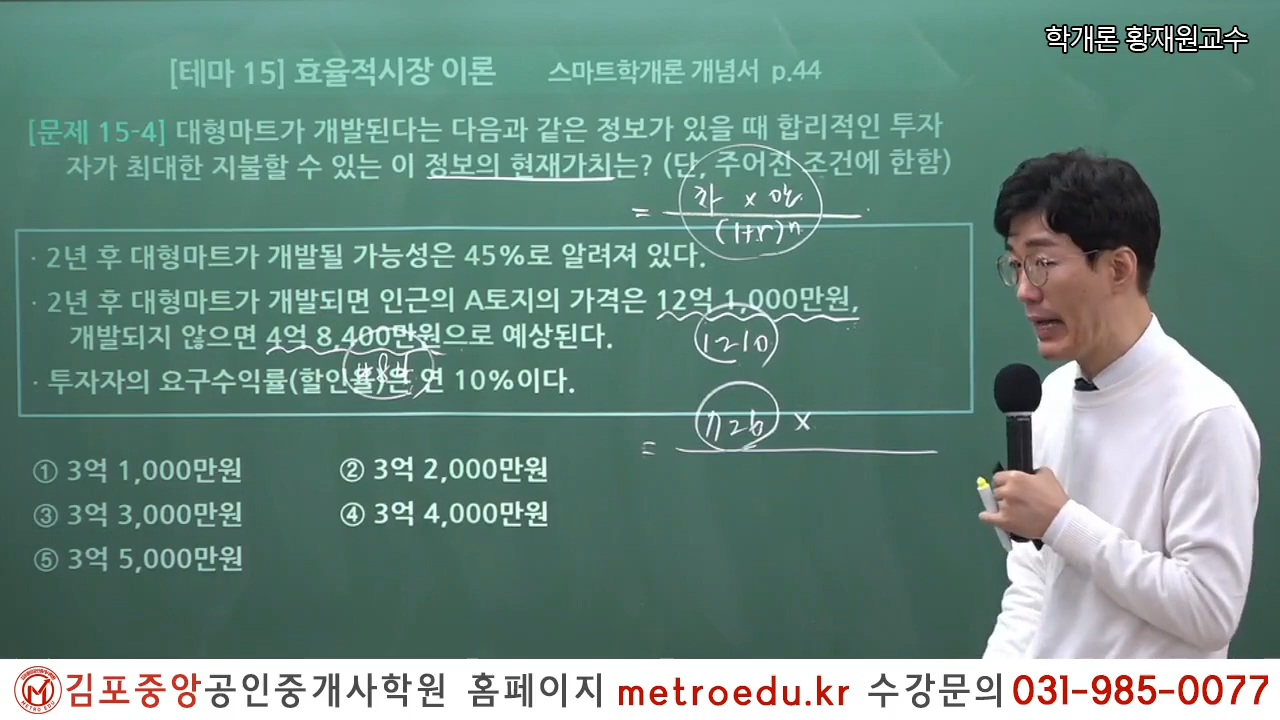 학개론 황재원교수
[테마 15] 효율적시장 이론 스마트학개론 개념서 p.44
[문제 15-4] 대형마트가 개발된다는 다음과 같은 정보가 있을 때 합리적인 투자
자가 최대한 지불할 수 있는 이 정보의 현재가치는? (단, 주어진 조건에 한함)
= 차 × 안
(1+r)ⁿ
· 2년 후 대형마트가 개발될 가능성은 45%로 알려져 있다.
· 2년 후 대형마트가 개발되면 인근의 A토지의 가격은 12억 1,000만원,
개발되지 않으면 4억 8,400만원으로 예상된다.
1210
484
· 투자자의 요구수익률(할인율)은 연 10%이다.
= 726 ×
① 3억 1,000만원 ② 3억 2,000만원
③ 3억 3,000만원 ④ 3억 4,000만원
⑤ 3억 5,000만원
METRO EDU
김포중앙공인중개사학원 홈페이지 metroedu.kr 수강문의 031-985-0077